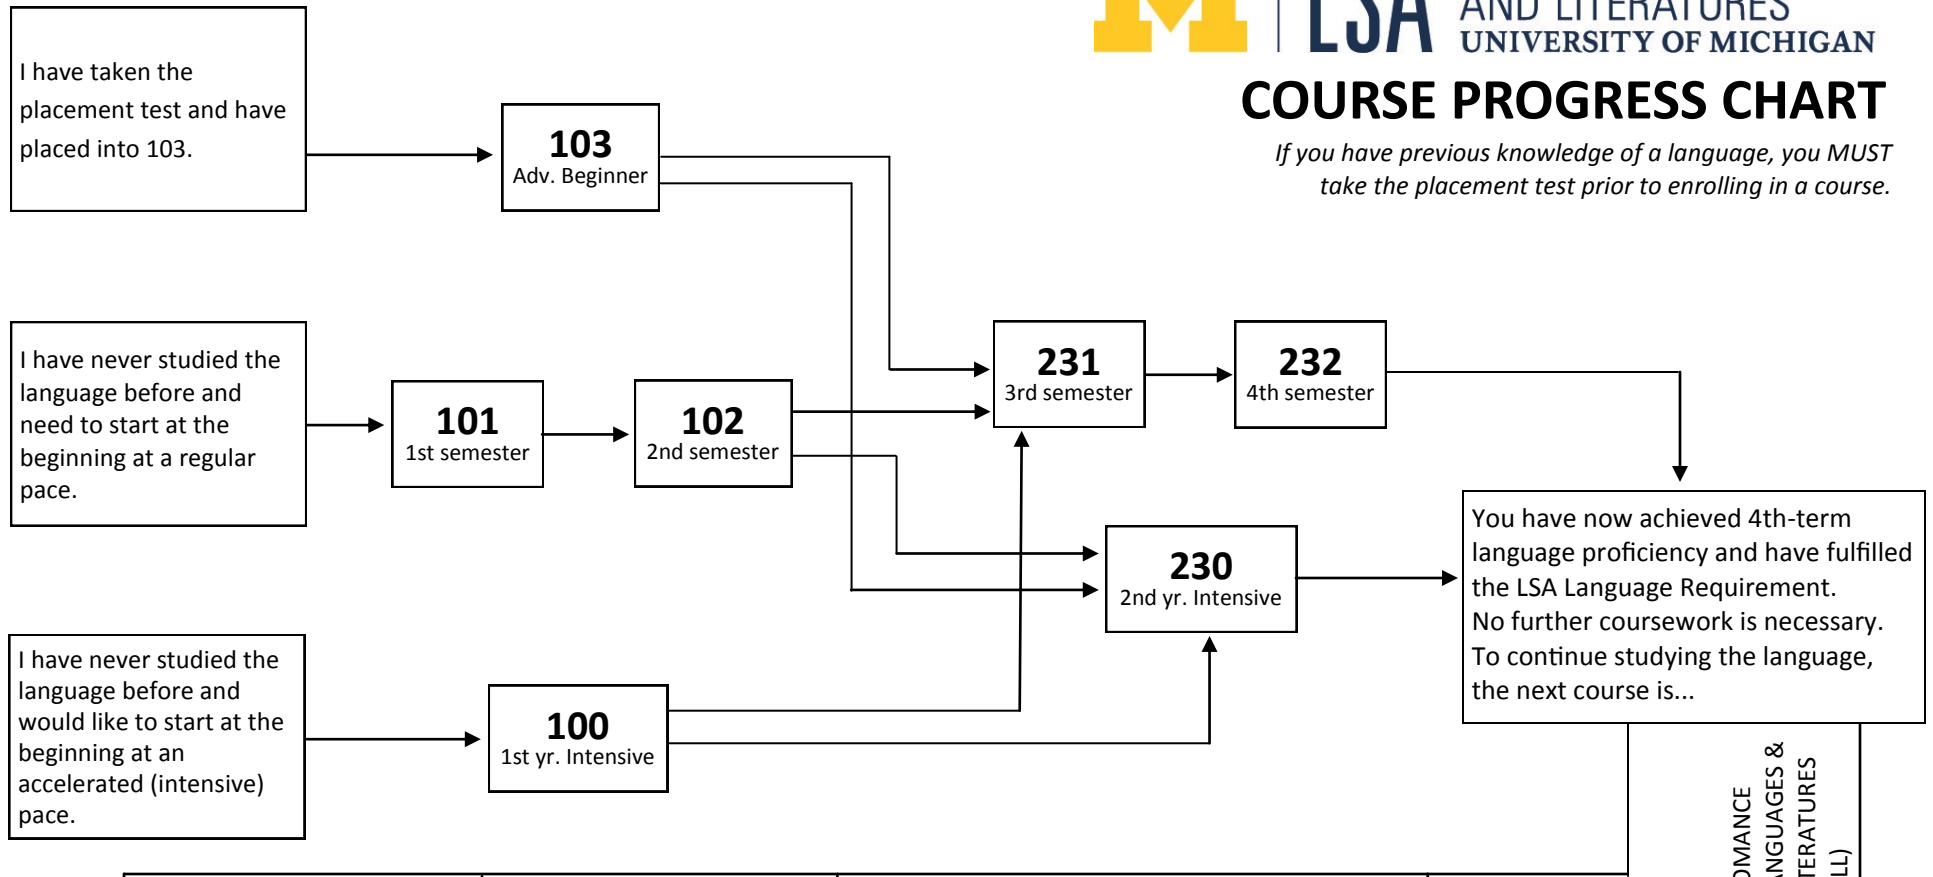 LSA
AND LITERATURES
UNIVERSITY OF MICHIGAN
COURSE PROGRESS CHART
If you have previous knowledge of a language, you MUST
take the placement test prior to enrolling in a course.
I have taken the
placement test and have
placed into 103.
103
Adv. Beginner
I have never studied the
language before and
need to start at the
beginning at a regular
pace.
101
1st semester
102
2nd semester
231
3rd semester
232
4th semester
230
2nd yr. Intensive
You have now achieved 4th-term
language proficiency and have fulfilled
the LSA Language Requirement.
No further coursework is necessary.
To continue studying the language,
the next course is...
I have never studied the
language before and
would like to start at the
beginning at an
accelerated (intensive)
pace.
100
1st yr. Intensive
OMANCE
NGUAGES &
TERATURES
LL)